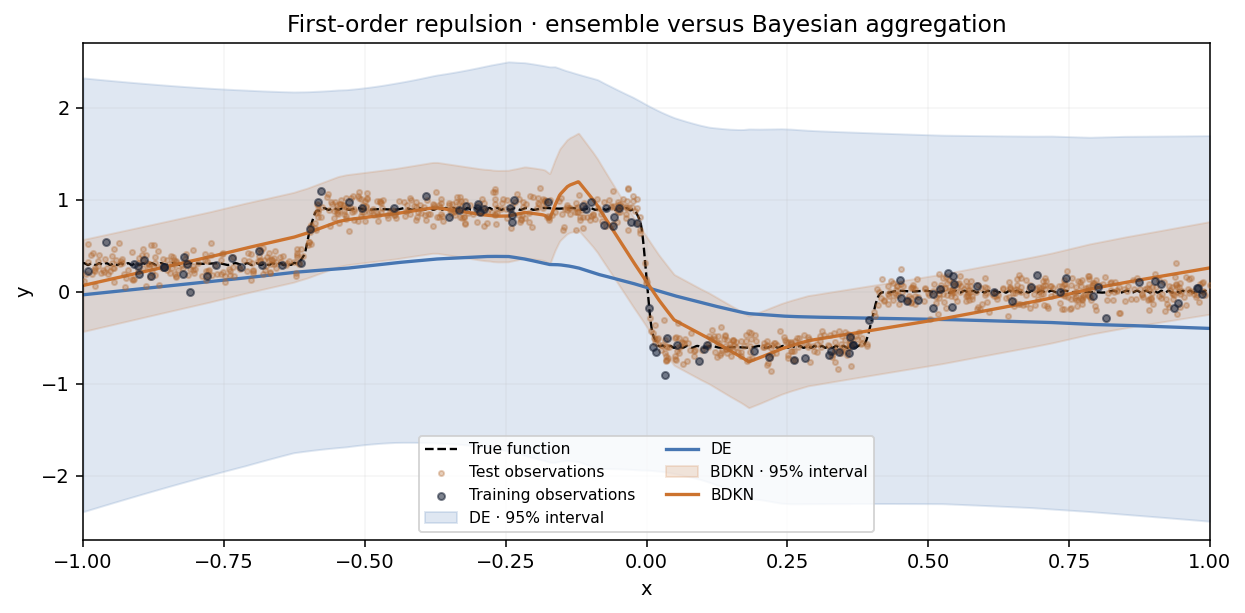 First-order repulsion · ensemble versus Bayesian aggregation
y
2
1
0
−1
−2
True function
Test observations
Training observations
DE · 95% interval
DE
BDKN · 95% interval
BDKN
−1.00 −0.75 −0.50 −0.25 0.00 0.25 0.50 0.75 1.00
x